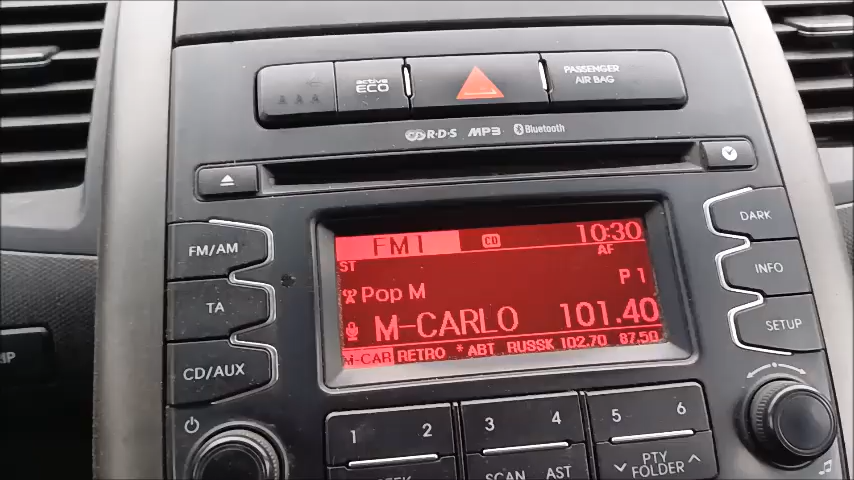 active
ECO
PASSENGER
AIR BAG
R·D·S MP3 Bluetooth
FM/AM
TA
CD/AUX
FM1 CD 10:30
ST AF
Pop M P 1
M-CARLO 101.40
M-CAR RETRO *ABT RUSSK 102.70 87.50
DARK
INFO
SETUP
1 2 3 4 5 6
SCAN AST
PTY
FOLDER